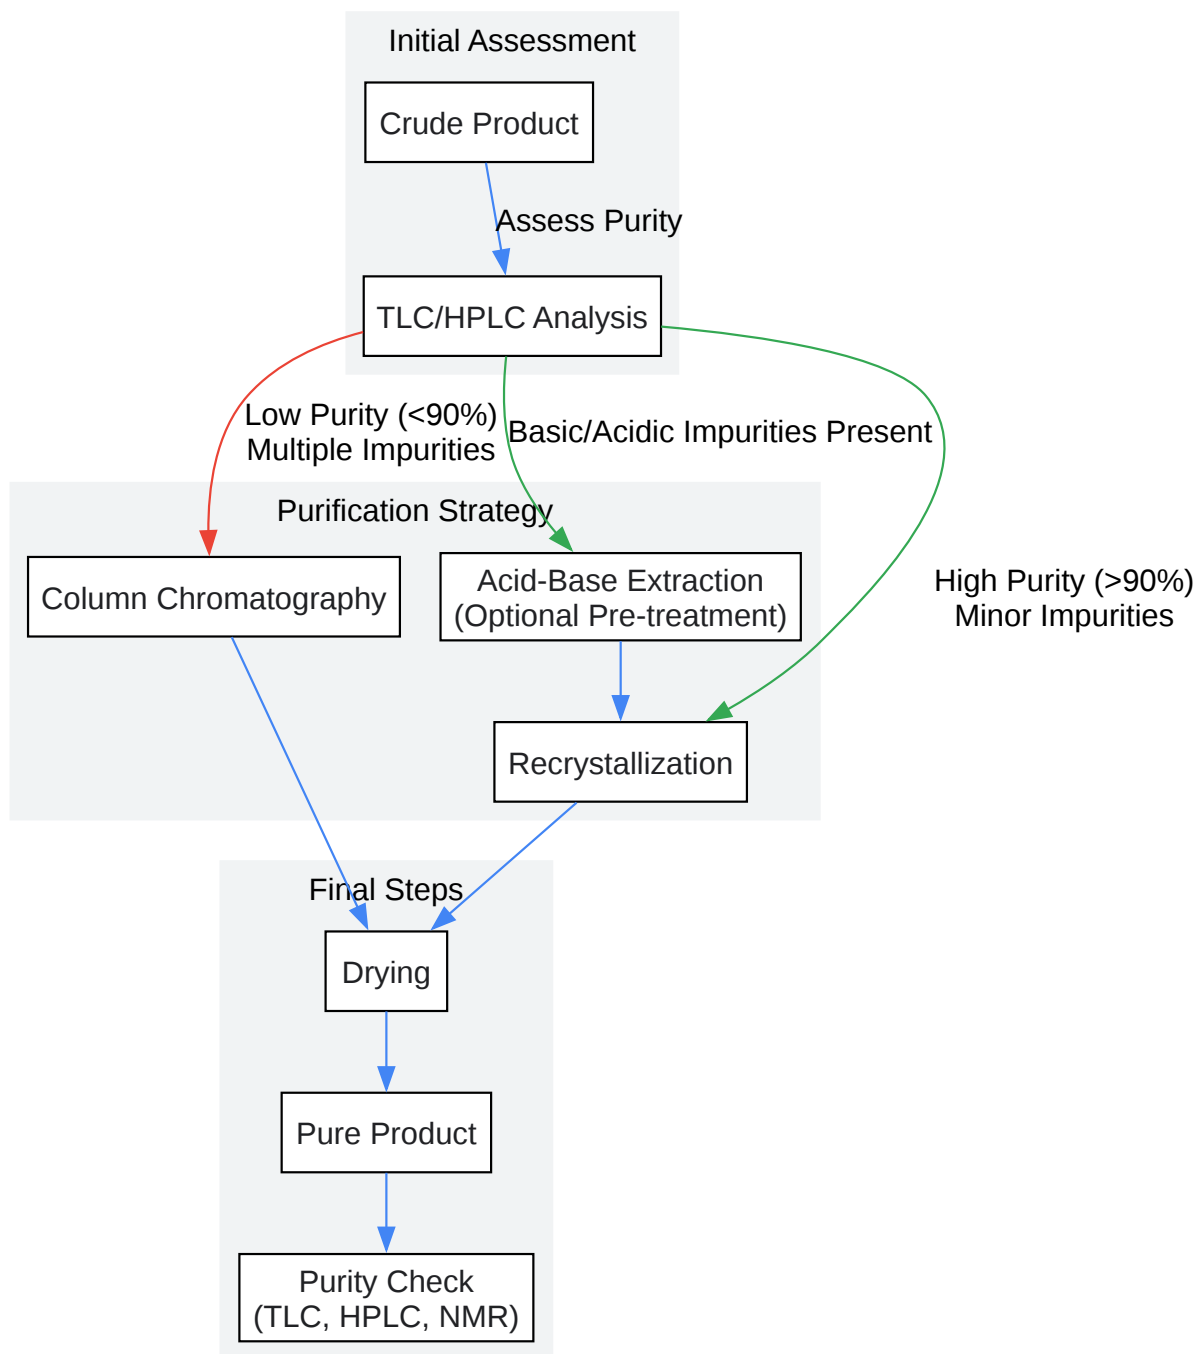 Initial Assessment
Crude Product
Assess Purity
TLC/HPLC Analysis
Low Purity (<90%)
Multiple Impurities
Basic/Acidic Impurities Present
High Purity (>90%)
Minor Impurities
Purification Strategy
Column Chromatography
Acid-Base Extraction
(Optional Pre-treatment)
Recrystallization
Final Steps
Drying
Pure Product
Purity Check
(TLC, HPLC, NMR)